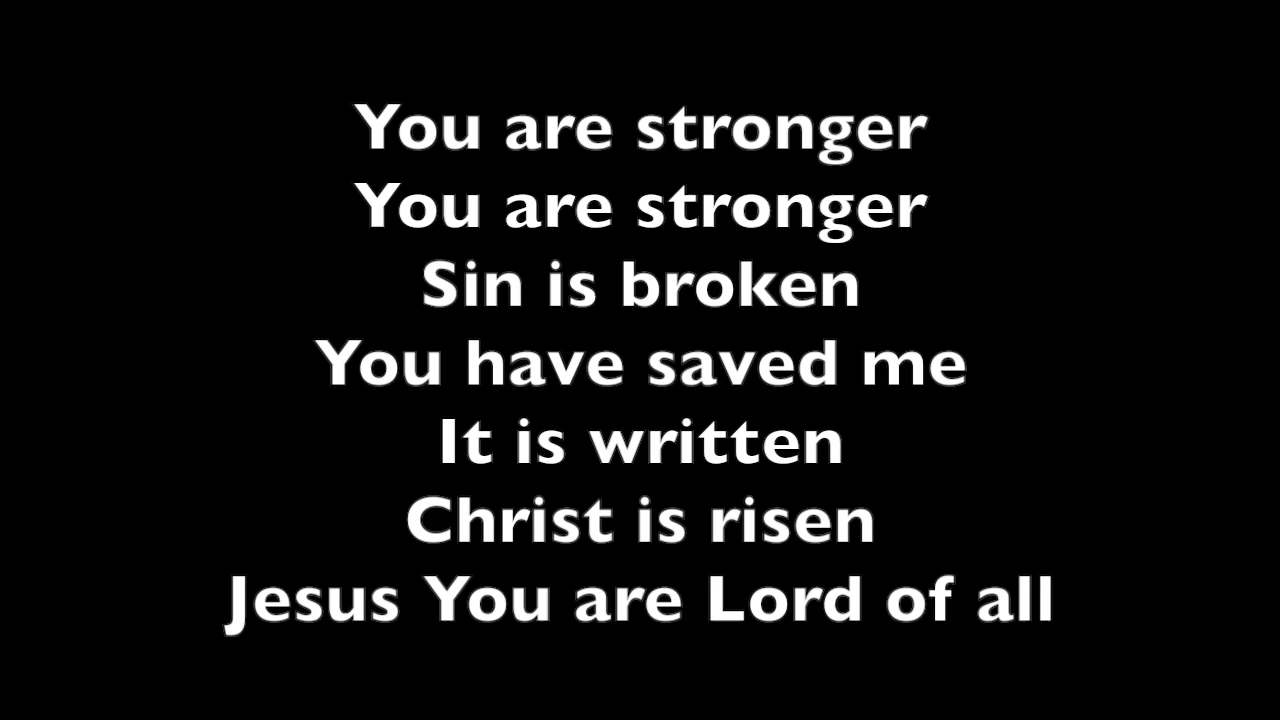 You are stronger
You are stronger
Sin is broken
You have saved me
It is written
Christ is risen
Jesus You are Lord of all